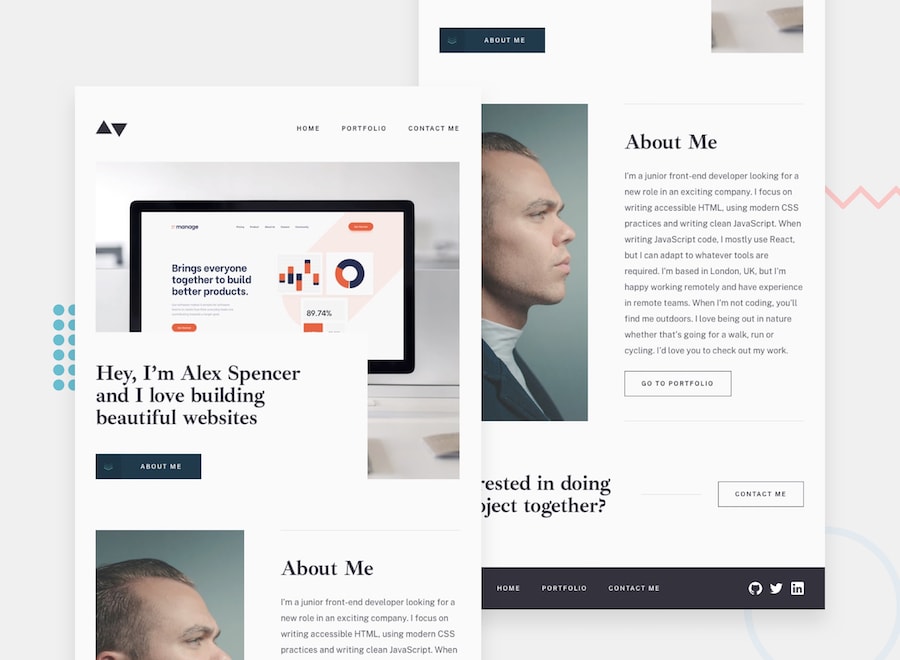 HOME PORTFOLIO CONTACT ME
manage
Brings everyone
together to build
better products.
89.74%
Hey, I’m Alex Spencer
and I love building
beautiful websites
ABOUT ME
About Me
I’m a junior front-end developer looking for a
new role in an exciting company. I focus on
writing accessible HTML, using modern CSS
practices and writing clean JavaScript. When
ABOUT ME
About Me
I’m a junior front-end developer looking for a
new role in an exciting company. I focus on
writing accessible HTML, using modern CSS
practices and writing clean JavaScript. When
writing JavaScript code, I mostly use React,
but I can adapt to whatever tools are
required. I’m based in London, UK, but I’m
happy working remotely and have experience
in remote teams. When I’m not coding, you’ll
find me outdoors. I love being out in nature
whether that’s going for a walk, run or
cycling. I’d love you to check out my work.
GO TO PORTFOLIO
rested in doing
oject together?
CONTACT ME
HOME PORTFOLIO CONTACT ME
in